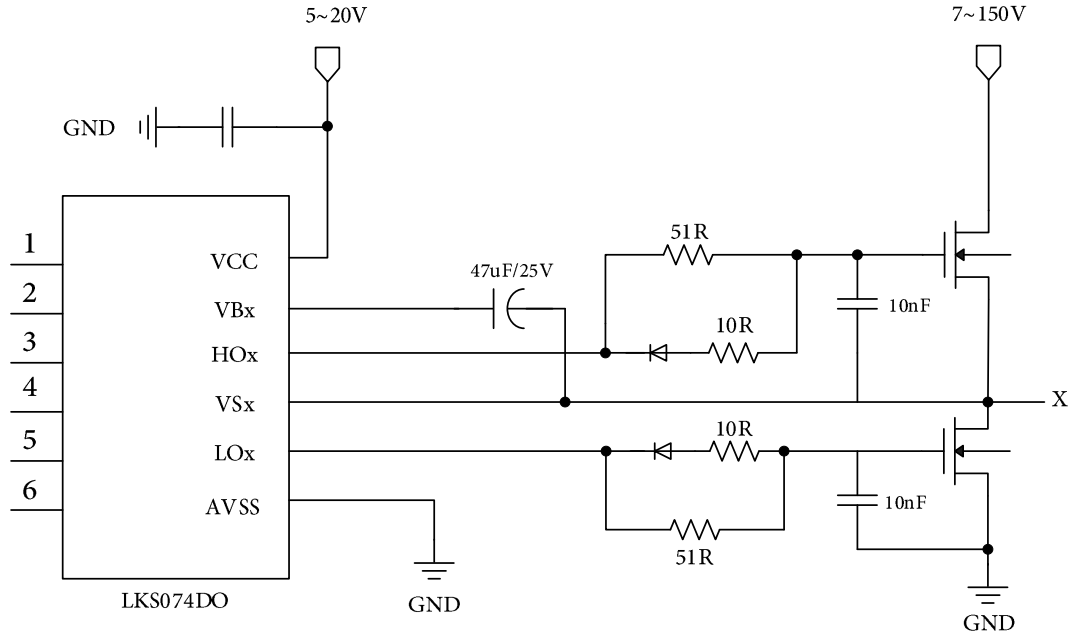 5~20V
7~150V
GND
1
2
3
4
5
6
VCC
VBx
HOx
VSx
LOx
AVSS
47uF/25V
51R
10R
10nF
X
10R
51R
10nF
LKS074DO
GND
GND